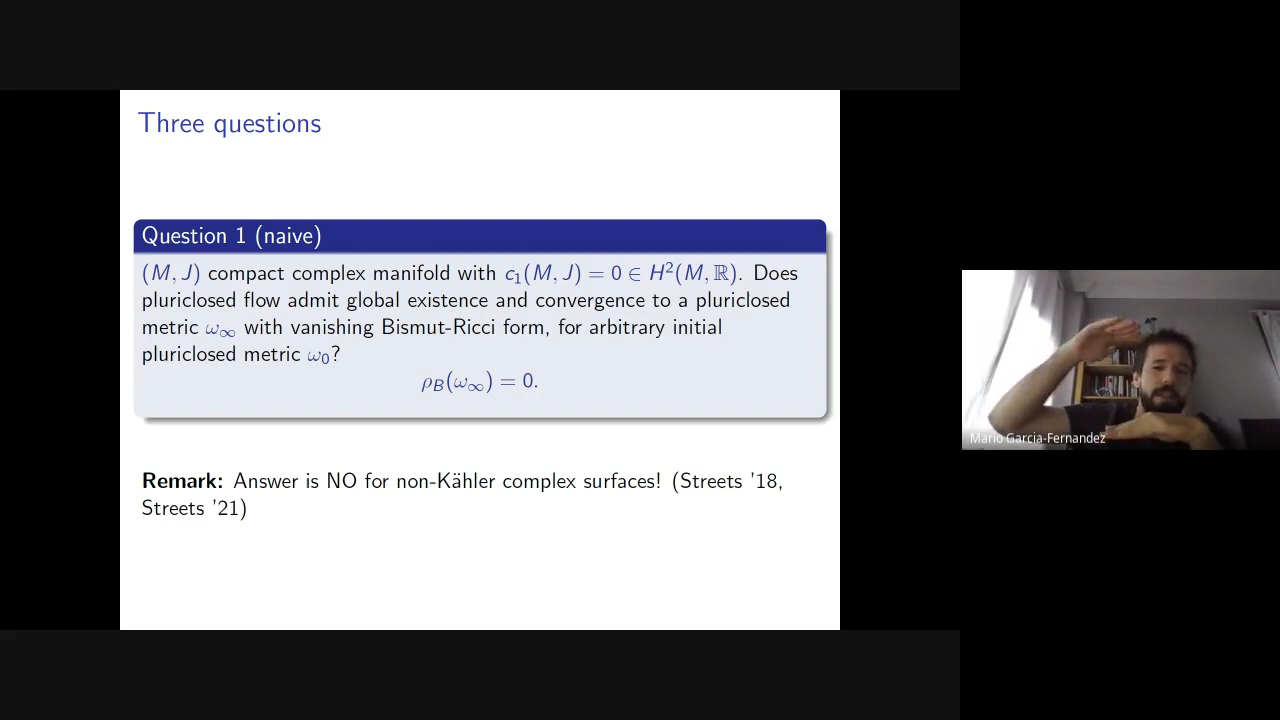 Three questions
Question 1 (naive)
(M, J) compact complex manifold with c₁(M, J) = 0 ∈ H²(M, ℝ). Does
pluriclosed flow admit global existence and convergence to a pluriclosed
metric ω∞ with vanishing Bismut-Ricci form, for arbitrary initial
pluriclosed metric ω₀?
ρ_B(ω∞) = 0.
Remark: Answer is NO for non-Kähler complex surfaces! (Streets '18,
Streets '21)
Mario Garcia-Fernandez